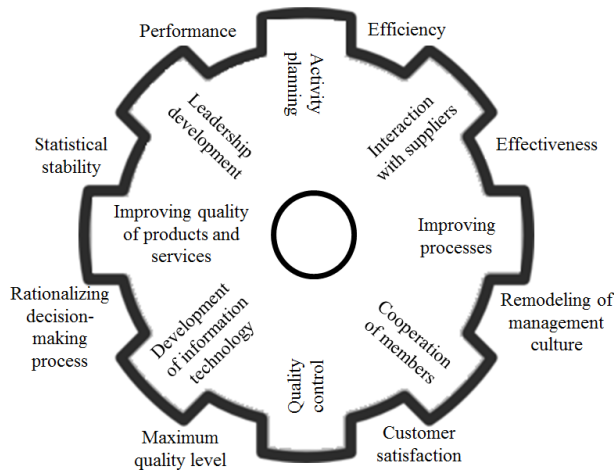 Performance
Efficiency
Activity
planning
Leadership
development
Interaction
with suppliers
Statistical
stability
Effectiveness
Improving quality
of products and
services
Improving
processes
Rationalizing
decision-
making
process
Development
of information
technology
Cooperation
of members
Remodeling of
management
culture
Quality
control
Maximum
quality level
Customer
satisfaction